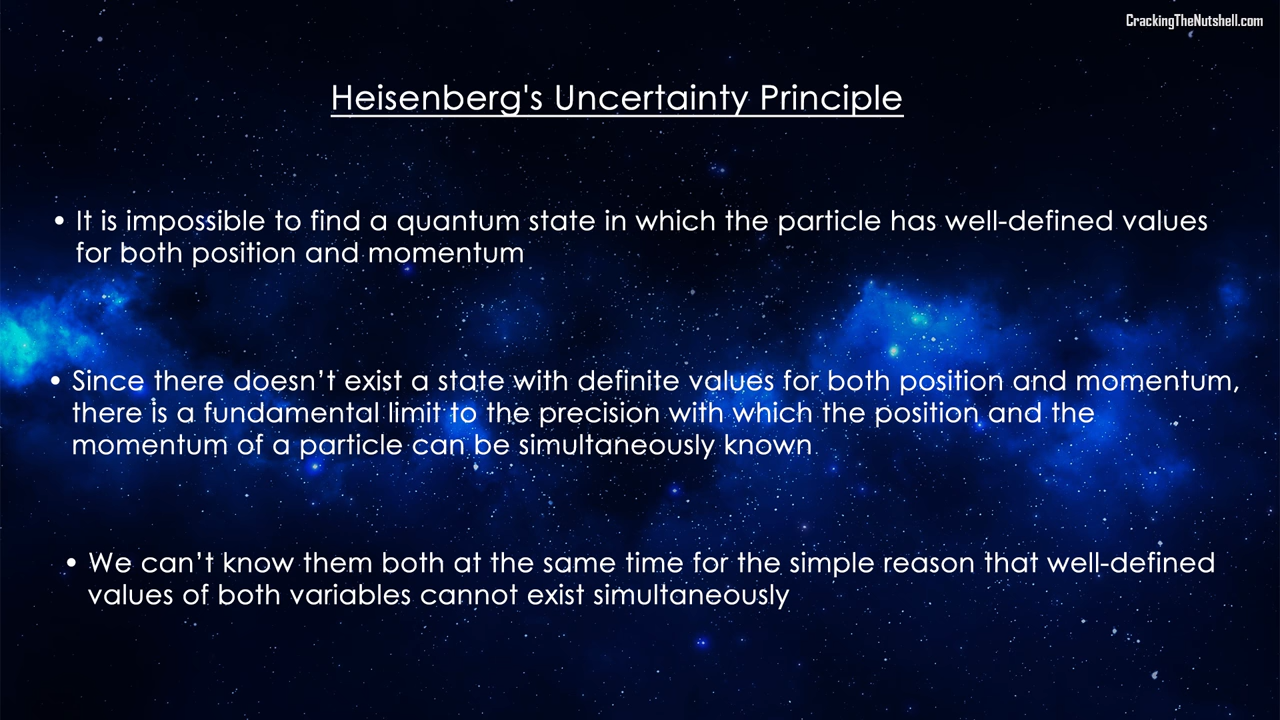 CrackingTheNutshell.com
Heisenberg's Uncertainty Principle
• It is impossible to find a quantum state in which the particle has well-defined values
for both position and momentum
• Since there doesn’t exist a state with definite values for both position and momentum,
there is a fundamental limit to the precision with which the position and the
momentum of a particle can be simultaneously known
• We can’t know them both at the same time for the simple reason that well-defined
values of both variables cannot exist simultaneously